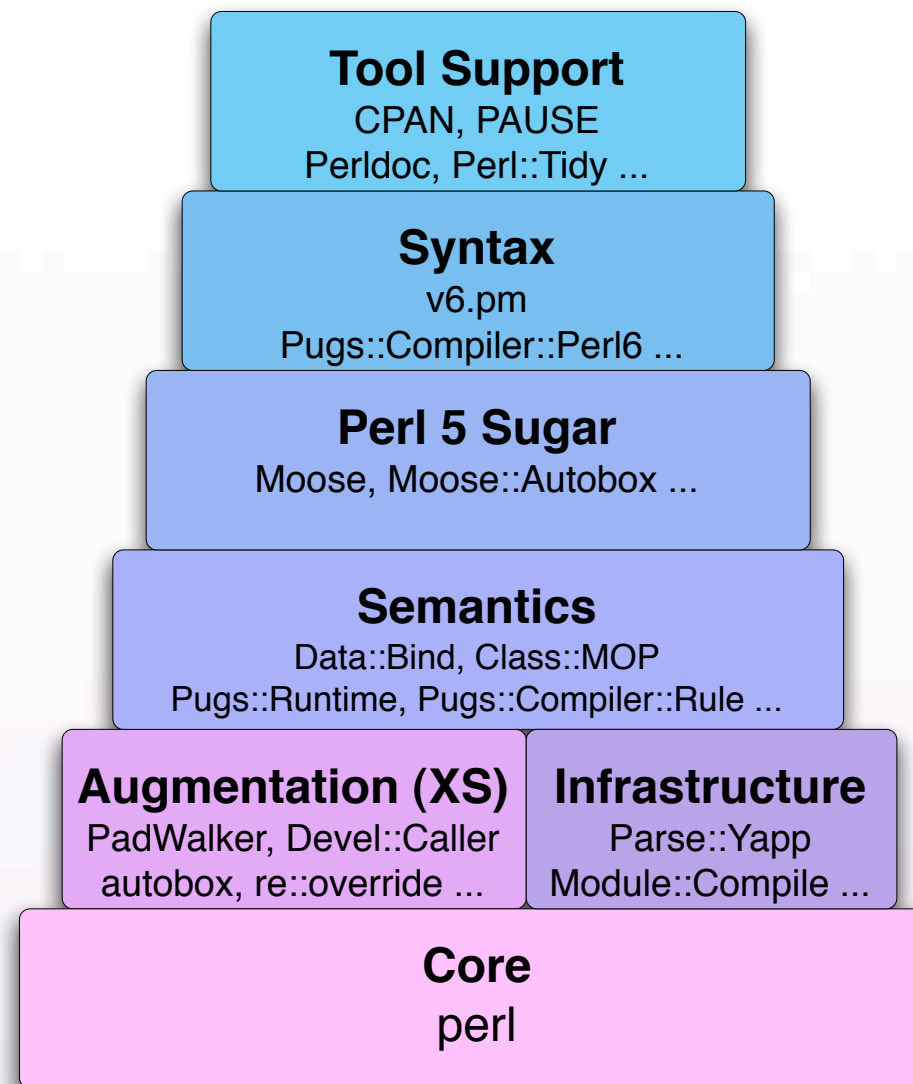 Tool Support
CPAN, PAUSE
Perldoc, Perl::Tidy ...
Syntax
v6.pm
Pugs::Compiler::Perl6 ...
Perl 5 Sugar
Moose, Moose::Autobox ...
Semantics
Data::Bind, Class::MOP
Pugs::Runtime, Pugs::Compiler::Rule ...
Augmentation (XS)
PadWalker, Devel::Caller
autobox, re::override ...
Infrastructure
Parse::Yapp
Module::Compile ...
Core
perl